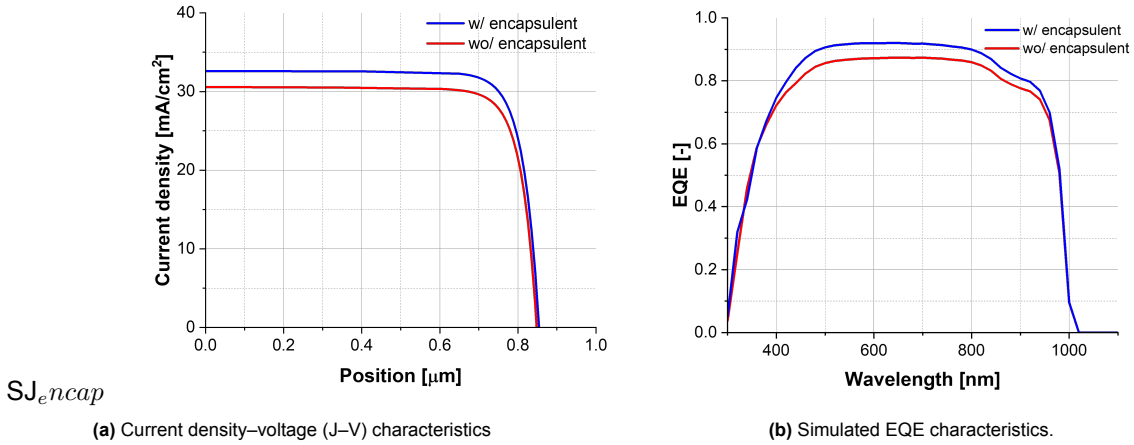 40
30
20
10
0
0.0 0.2 0.4 0.6 0.8 1.0
Current density [mA/cm²]
Position [μm]
w/ encapsulent
wo/ encapsulent
1.0
0.8
0.6
0.4
0.2
0.0
400 600 800 1000
EQE [-]
Wavelength [nm]
w/ encapsulent
wo/ encapsulent
SJₑncap
(a) Current density–voltage (J–V) characteristics
(b) Simulated EQE characteristics.